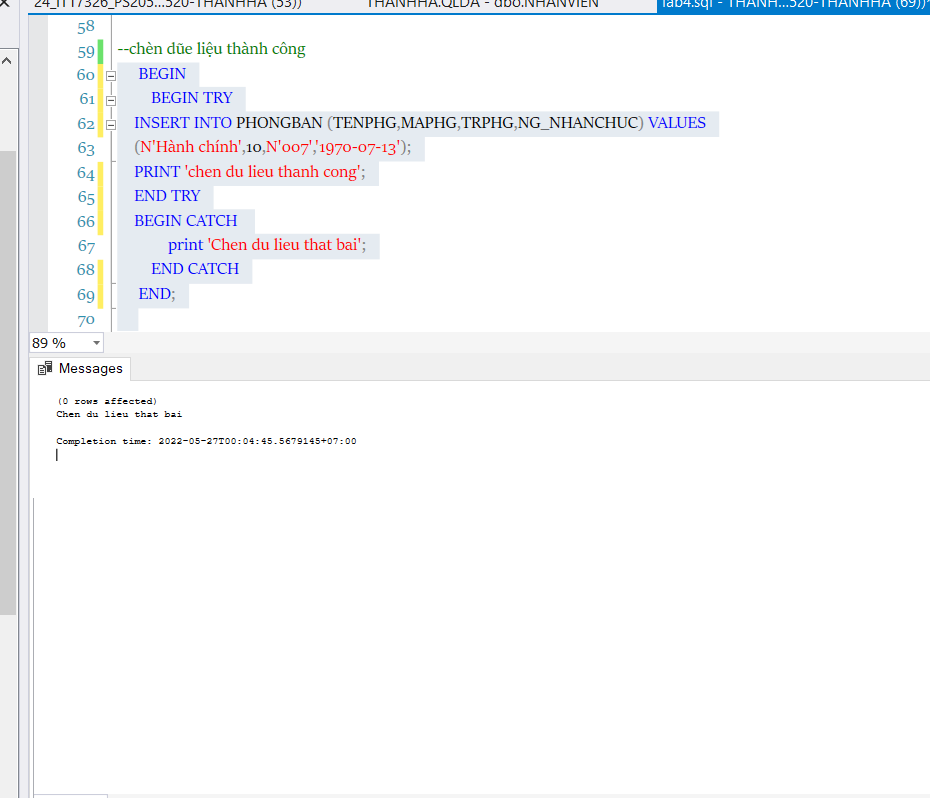 24_IT17326_PS205...520-THANHHA (53))
THANHHA.QLDA - dbo.NHANVIEN
lab4.sql - THANH...520-THANHHA (69))*
58
59 --chèn dữe liệu thành công
60 BEGIN
61 BEGIN TRY
62 INSERT INTO PHONGBAN (TENPHG,MAPHG,TRPHG,NG_NHANCHUC) VALUES
63 (N'Hành chính',10,N'007','1970-07-13');
64 PRINT 'chen du lieu thanh cong';
65 END TRY
66 BEGIN CATCH
67 print 'Chen du lieu that bai';
68 END CATCH
69 END;
70
89 %
Messages
(0 rows affected)
Chen du lieu that bai
Completion time: 2022-05-27T00:04:45.5679145+07:00